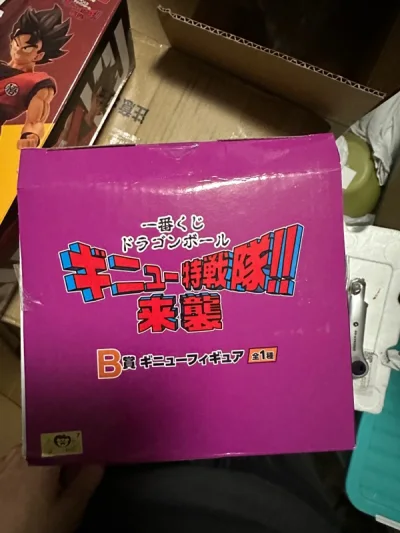 一番くじ
ドラゴンボール
ギニュー特戦隊!!
来襲
B賞 ギニューフィギュア 全1種